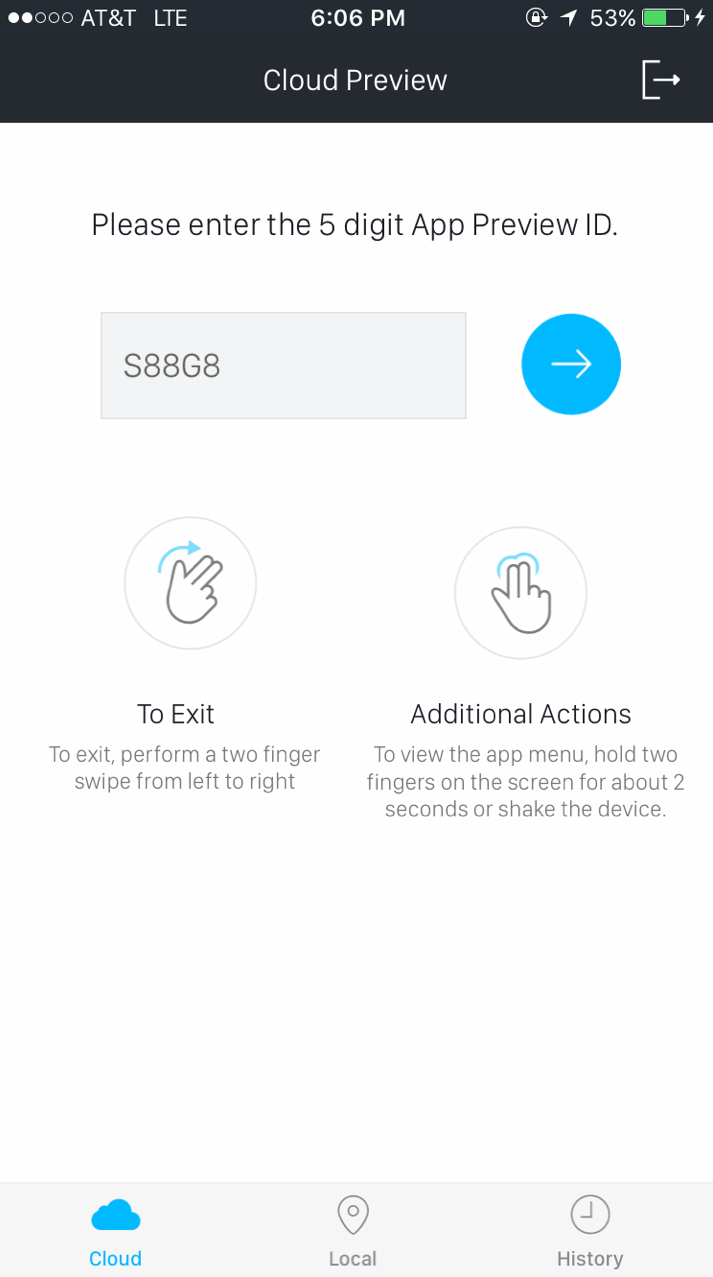 AT&T LTE 6:06 PM 53%
Cloud Preview
Please enter the 5 digit App Preview ID.
S88G8
To Exit
To exit, perform a two finger
swipe from left to right
Additional Actions
To view the app menu, hold two
fingers on the screen for about 2
seconds or shake the device.
Cloud Local History